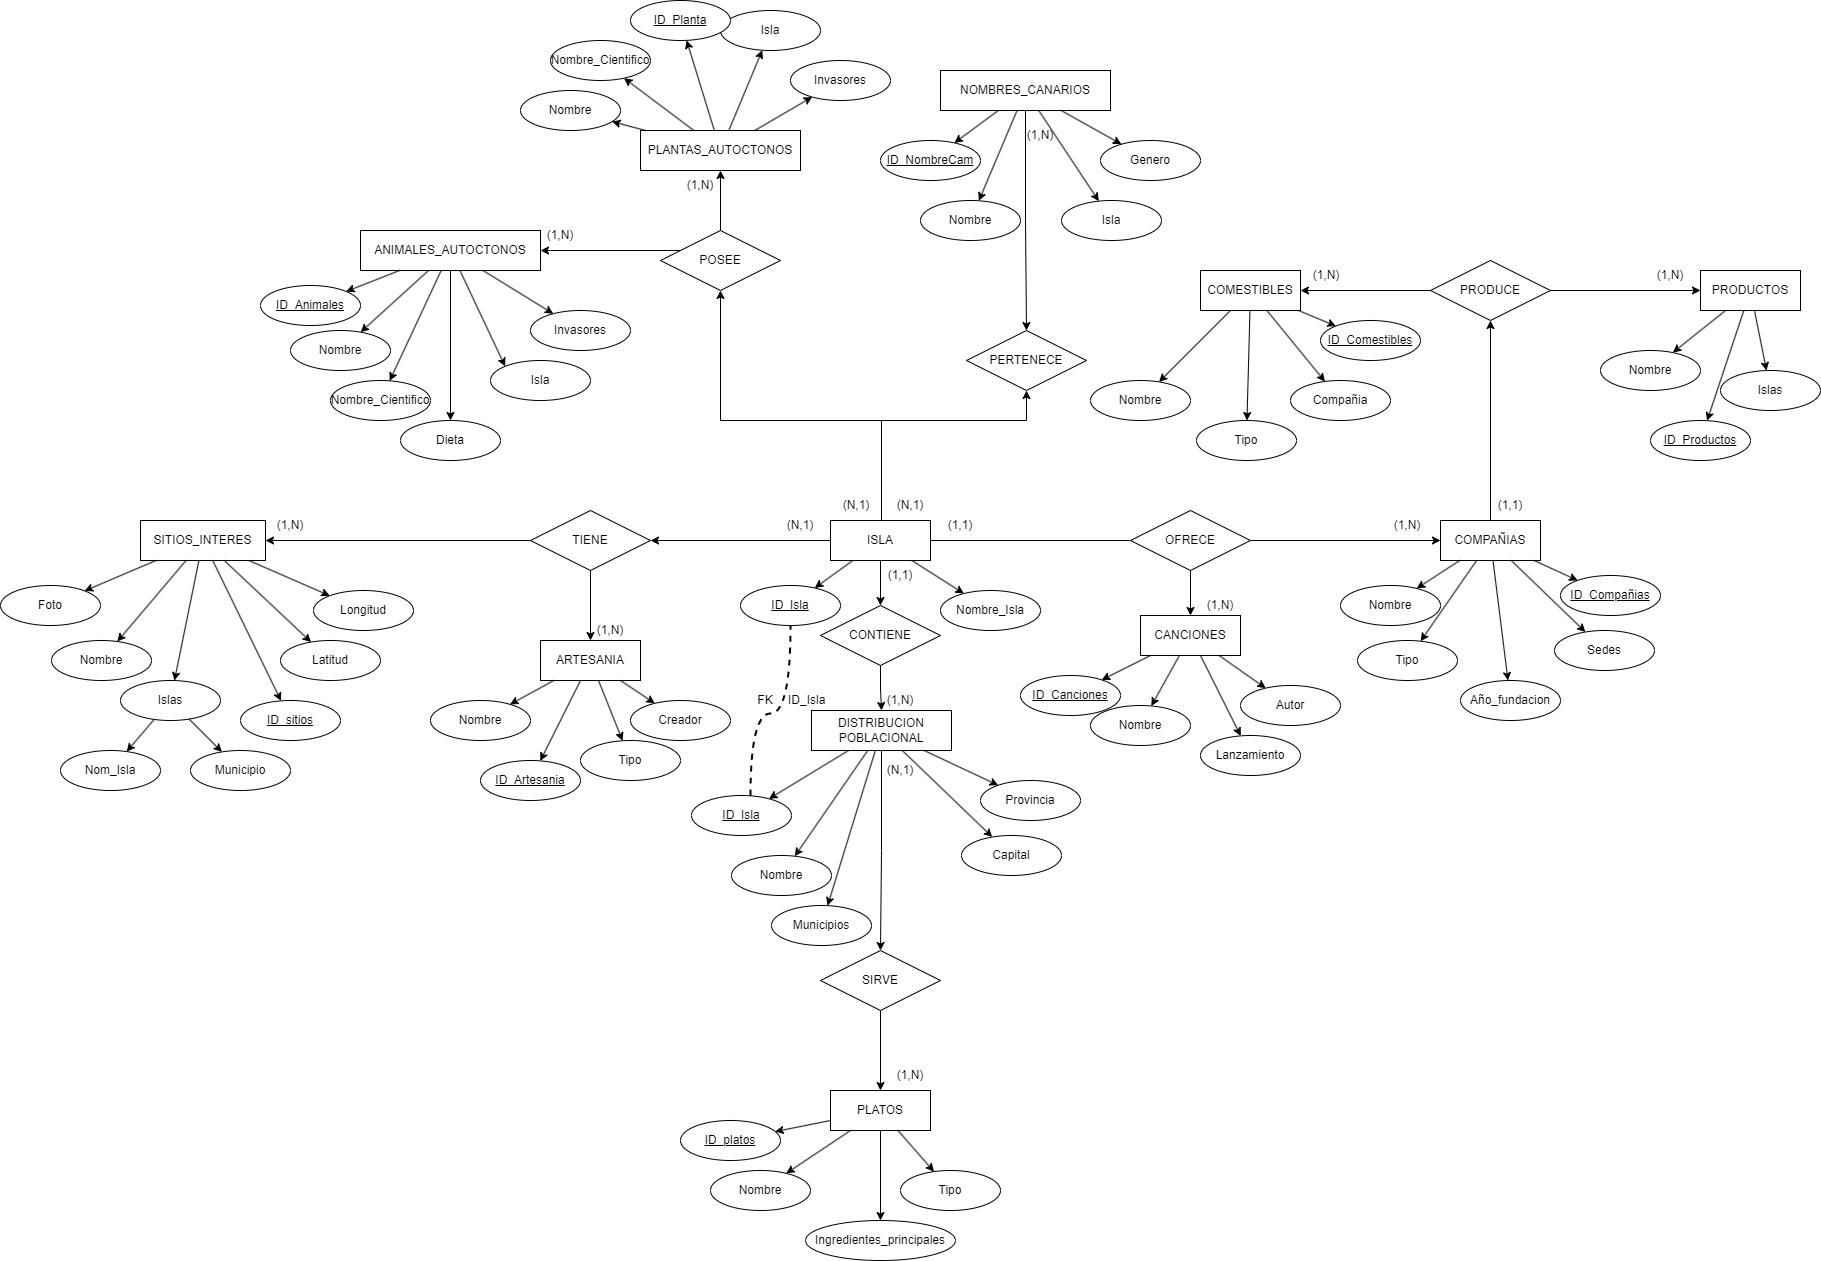 ID_Planta
Isla
Nombre_Cientifico
Invasores
Nombre
PLANTAS_AUTOCTONOS
(1,N)
NOMBRES_CANARIOS
(1,N)
ID_NombreCam
Genero
Nombre
Isla
ANIMALES_AUTOCTONOS
(1,N)
POSEE
ID_Animales
Nombre
Invasores
Nombre_Cientifico
Isla
Dieta
PERTENECE
COMESTIBLES
(1,N)
PRODUCE
(1,N)
PRODUCTOS
ID_Comestibles
Nombre
Compañia
Tipo
Nombre
Islas
ID_Productos
SITIOS_INTERES
(1,N)
TIENE
(N,1)
(N,1)
(N,1)
ISLA
(1,1)
OFRECE
(1,N)
(1,1)
COMPAÑIAS
Foto
Longitud
Nombre
Latitud
Islas
ID_sitios
Nom_Isla
Municipio
(1,N)
ARTESANIA
Nombre
Creador
Tipo
ID_Artesania
ID_Isla
(1,1)
Nombre_Isla
CONTIENE
FK
ID_Isla
(1,N)
DISTRIBUCION
POBLACIONAL
(N,1)
ID_Isla
Provincia
Nombre
Capital
Municipios
(1,N)
CANCIONES
ID_Canciones
Nombre
Autor
Lanzamiento
Nombre
ID_Compañias
Tipo
Sedes
Año_fundacion
SIRVE
(1,N)
PLATOS
ID_platos
Nombre
Tipo
Ingredientes_principales